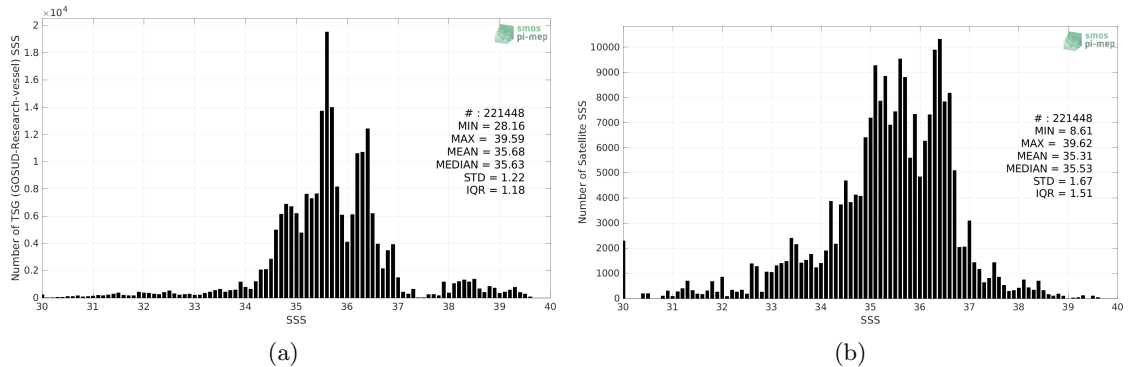 ×10⁴
2
1.8
1.6
1.4
1.2
1
0.8
0.6
0.4
0.2
0
Number of TSG (GOSUD-Research-vessel) SSS
smos
pi-mep
# : 221448
MIN = 28.16
MAX = 39.59
MEAN = 35.68
MEDIAN = 35.63
STD = 1.22
IQR = 1.18
30 31 32 33 34 35 36 37 38 39 40
SSS
(a)
10000
9000
8000
7000
6000
5000
4000
3000
2000
1000
0
Number of Satellite SSS
smos
pi-mep
# : 221448
MIN = 8.61
MAX = 39.62
MEAN = 35.31
MEDIAN = 35.53
STD = 1.67
IQR = 1.51
30 31 32 33 34 35 36 37 38 39 40
SSS
(b)